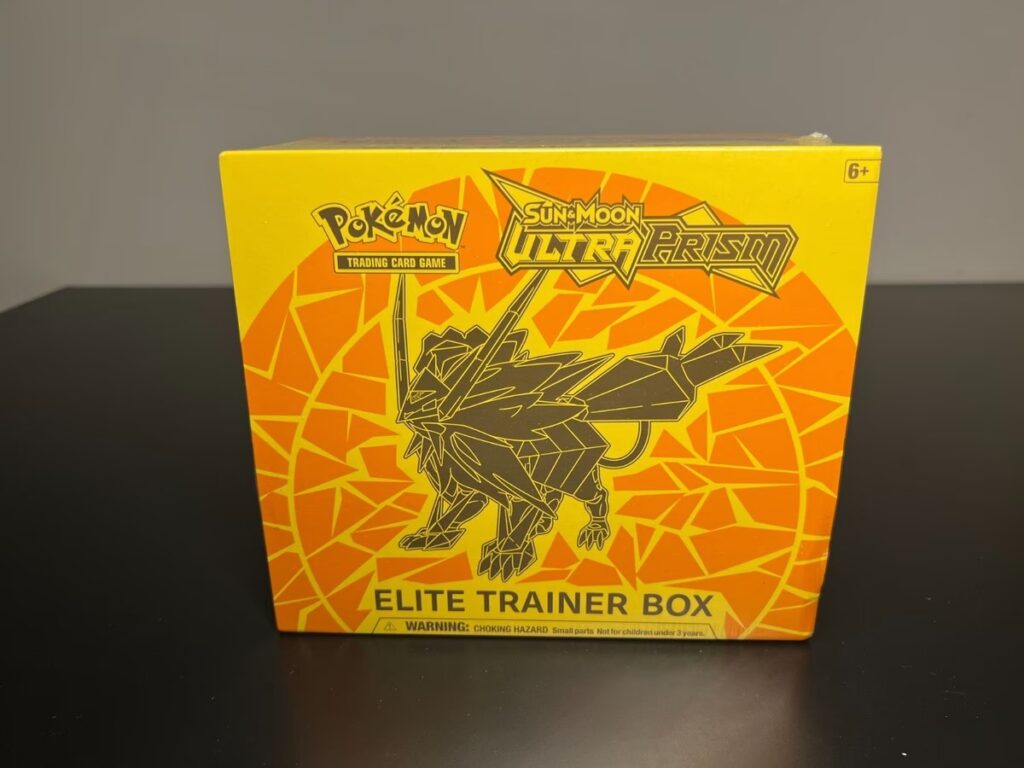 6+
POKéMON
TRADING CARD GAME
SUN & MOON
ULTRA PRISM
ELITE TRAINER BOX
⚠ WARNING: CHOKING HAZARD Small parts Not for children under 3 years.